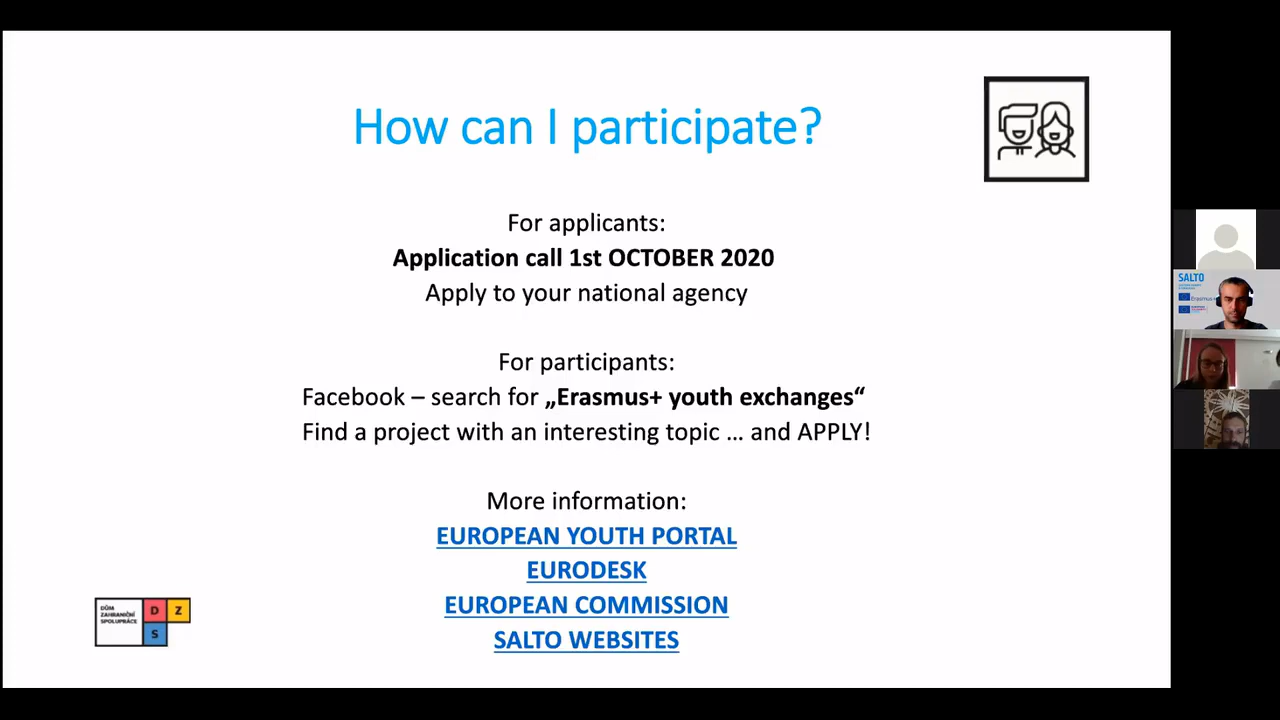 How can I participate?
For applicants:
Application call 1st OCTOBER 2020
Apply to your national agency
For participants:
Facebook – search for „Erasmus+ youth exchanges“
Find a project with an interesting topic … and APPLY!
More information:
EUROPEAN YOUTH PORTAL
EURODESK
EUROPEAN COMMISSION
SALTO WEBSITES
DŮM
ZAHRANIČNÍ
SPOLUPRÁCE
D Z
S
SALTO
Erasmus+